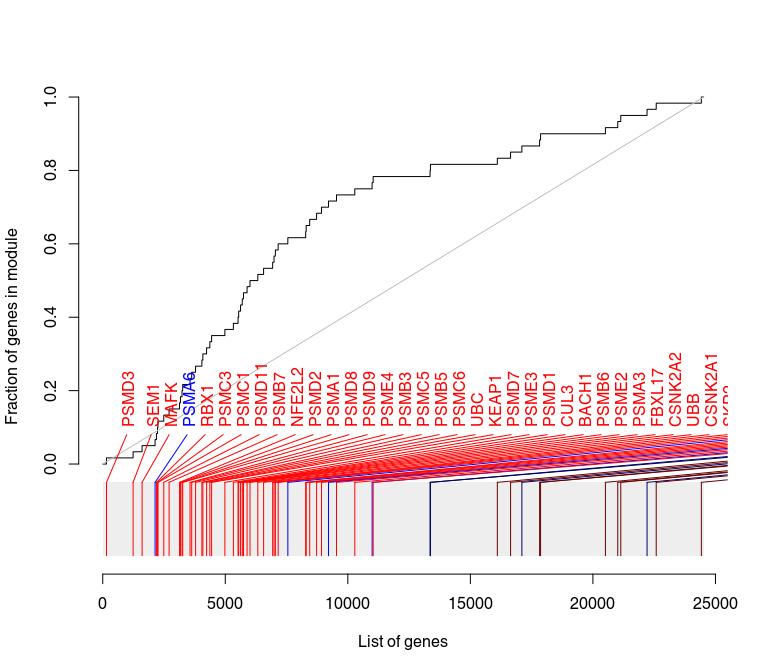 Fraction of genes in module
1.0
0.8
0.6
0.4
0.2
0.0
PSMD3
SEM1
MAFK
PSMA6
RBX1
PSMC3
PSMC1
PSMD11
PSMB7
NFE2L2
PSMD2
PSMA1
PSMD8
PSMD9
PSME4
PSMB3
PSMC5
PSMB5
PSMC6
UBC
KEAP1
PSMD7
PSME3
PSMD1
CUL3
BACH1
PSMB6
PSME2
PSMA3
FBXL17
CSNK2A2
UBB
CSNK2A1
0
5000
10000
15000
20000
25000
List of genes